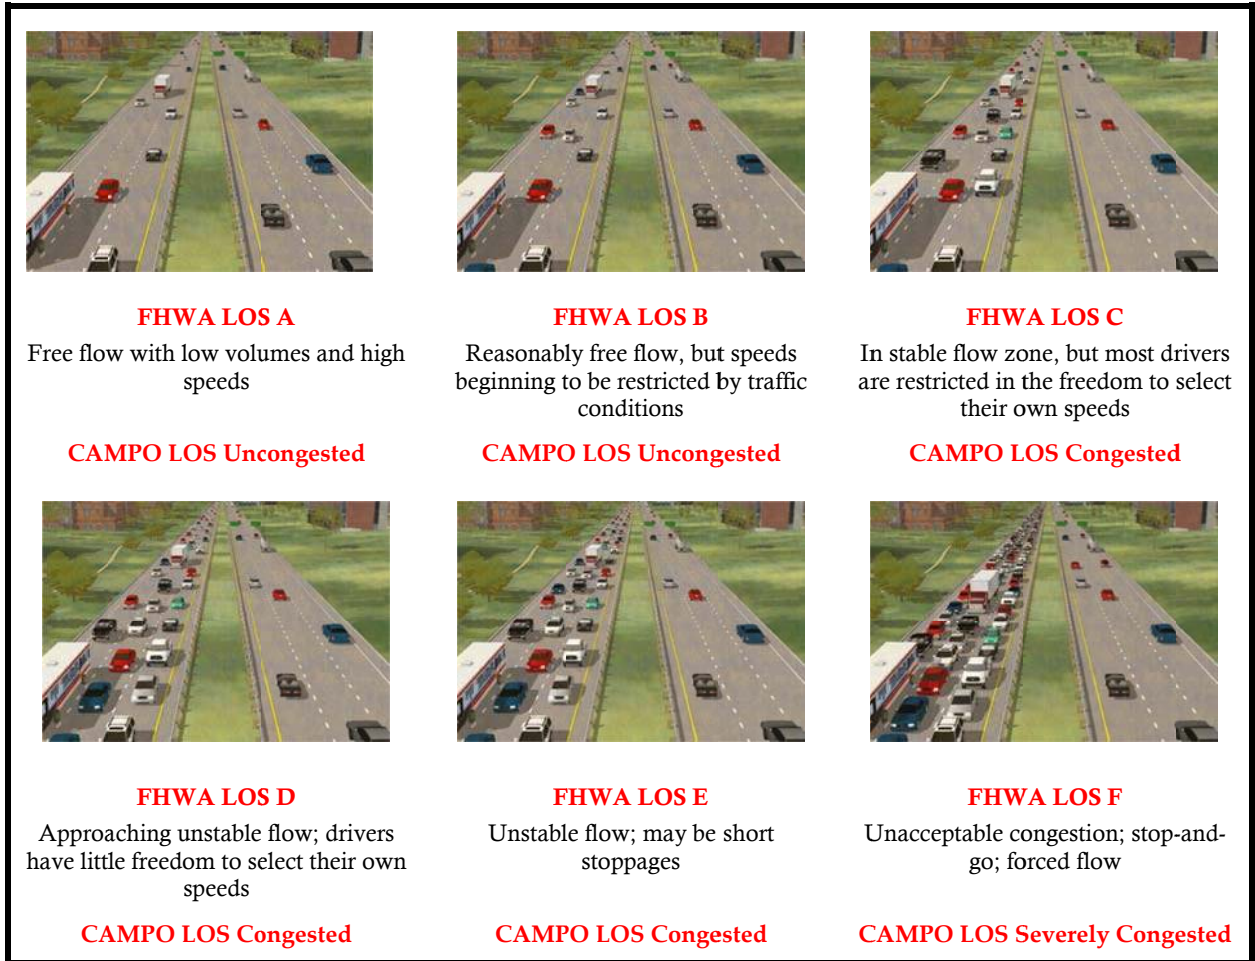 FHWA LOS A
Free flow with low volumes and high
speeds
CAMPO LOS Uncongested
FHWA LOS B
Reasonably free flow, but speeds
beginning to be restricted by traffic
conditions
CAMPO LOS Uncongested
FHWA LOS C
In stable flow zone, but most drivers
are restricted in the freedom to select
their own speeds
CAMPO LOS Congested
FHWA LOS D
Approaching unstable flow; drivers
have little freedom to select their own
speeds
CAMPO LOS Congested
FHWA LOS E
Unstable flow; may be short
stoppages
CAMPO LOS Congested
FHWA LOS F
Unacceptable congestion; stop-and-
go; forced flow
CAMPO LOS Severely Congested